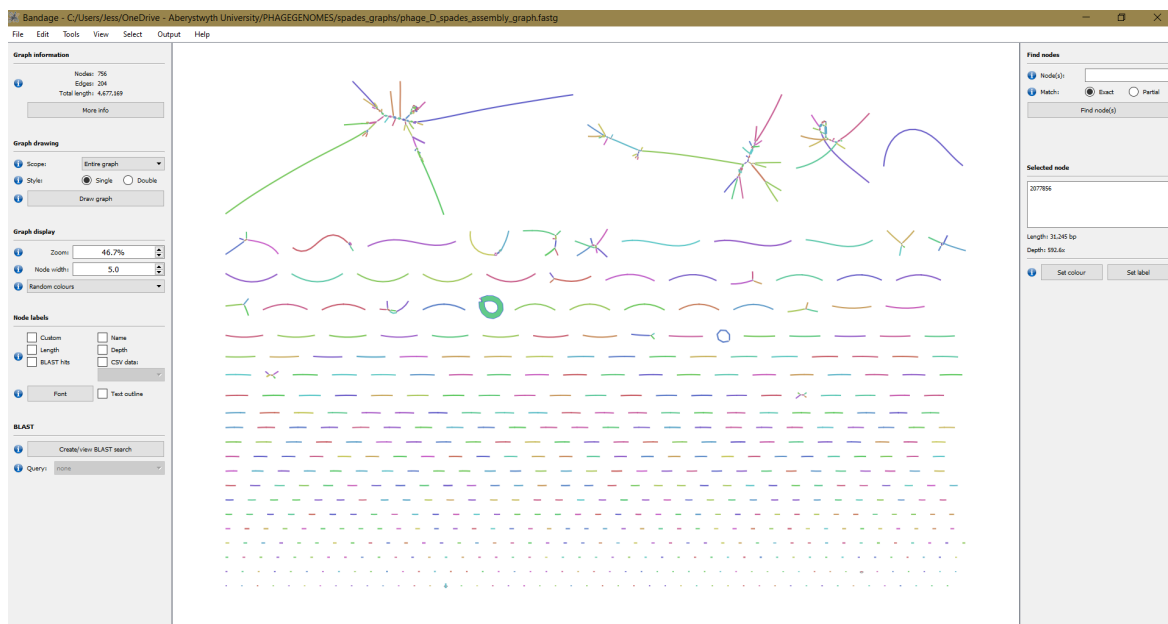 Bandage - C:/Users/Jess/OneDrive - Aberystwyth University/PHAGEGENOMES/spades_graphs/phage_D_spades_assembly_graph.fastg
File Edit Tools View Select Output Help
Graph information
Nodes: 756
Edges: 204
Total length: 4,677,169
More info
Graph drawing
Scope: Entire graph
Style: Single Double
Draw graph
Graph display
Zoom: 46.7%
Node width: 5.0
Random colours
Node labels
Custom Name
Length Depth
BLAST hits CSV data:
Font Text outline
BLAST
Create/view BLAST search
Query: none
Find nodes
Node(s):
Match: Exact Partial
Find node(s)
Selected node
2077856
Length: 31,245 bp
Depth: 592.6x
Set colour Set label